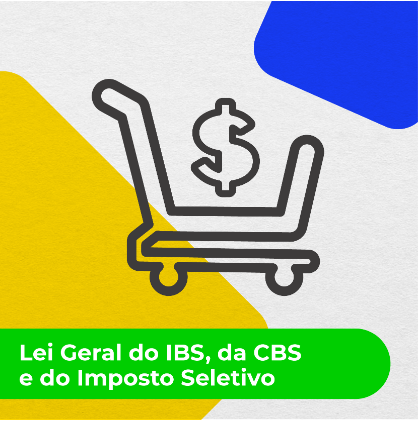 $
Lei Geral do IBS, da CBS
e do Imposto Seletivo